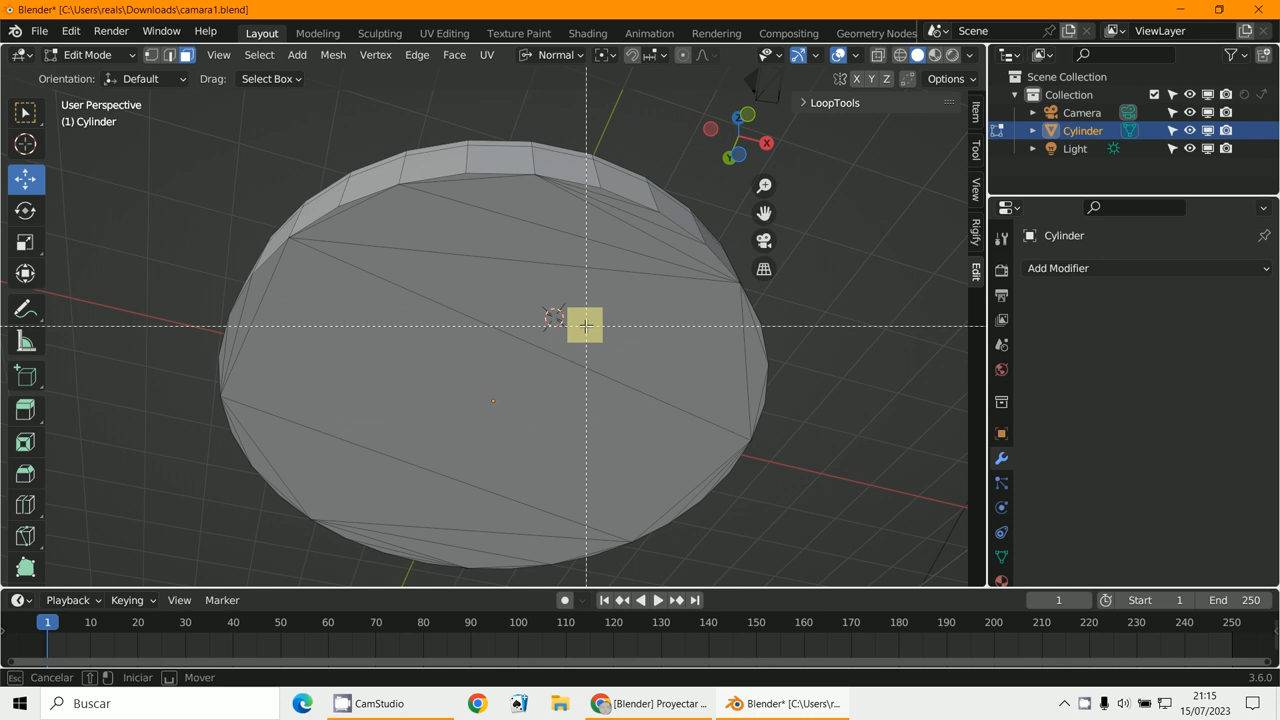 Blender* [C:\Users\reals\Downloads\camara1.blend]
File Edit Render Window Help Layout Modeling Sculpting UV Editing Texture Paint Shading Animation Rendering Compositing Geometry Nodes Scene ViewLayer
Edit Mode View Select Add Mesh Vertex Edge Face UV Normal
Orientation: Default Drag: Select Box X Y Z Options
User Perspective
(1) Cylinder
LoopTools
Z
X
Y
Item
Tool
View
Rigify
Edit
Scene Collection
Collection
Camera
Cylinder
Light
Cylinder
Add Modifier
Playback Keying View Marker 1 Start 1 End 250
1 10 20 30 40 50 60 70 80 90 100 110 120 130 140 150 160 170 180 190 200 210 220 230 240 250
Esc Cancelar Iniciar Mover 3.6.0
Buscar CamStudio [Blender] Proyectar ... Blender* [C:\Users\r... 21:15
15/07/2023